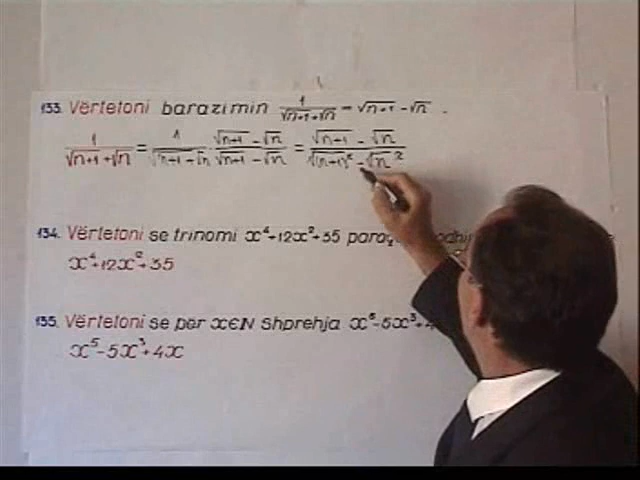 133. Vërtetoni barazimin 1/(√n+1+√n) = √n+1 - √n .
1/(√n+1+√n) = 1/(√n+1+√n) · (√n+1 - √n)/(√n+1 - √n) = (√n+1 - √n)/(√(n+1)² - √n²)
134. Vërtetoni se trinomi x⁴+12x²+35
x⁴+12x²+35
135. Vërtetoni se për x∈N shprehja x⁵-5x³+4
x⁵-5x³+4x